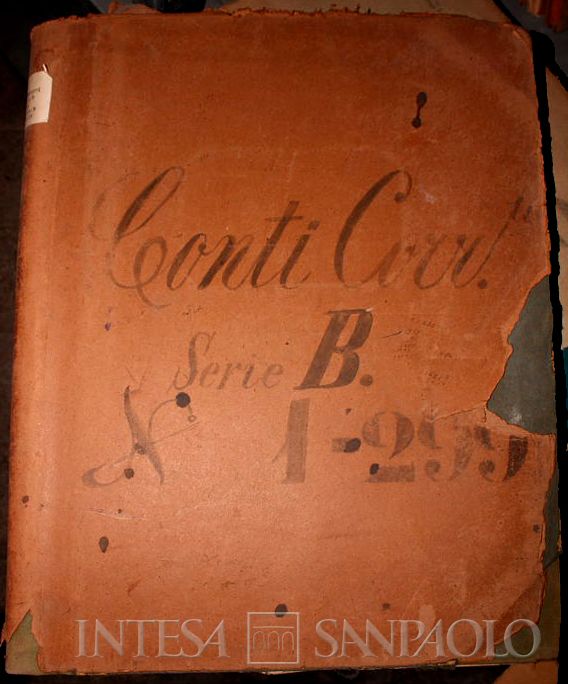 Conti Corr.ti
Serie B.
N. 1-299
INTESA SANPAOLO